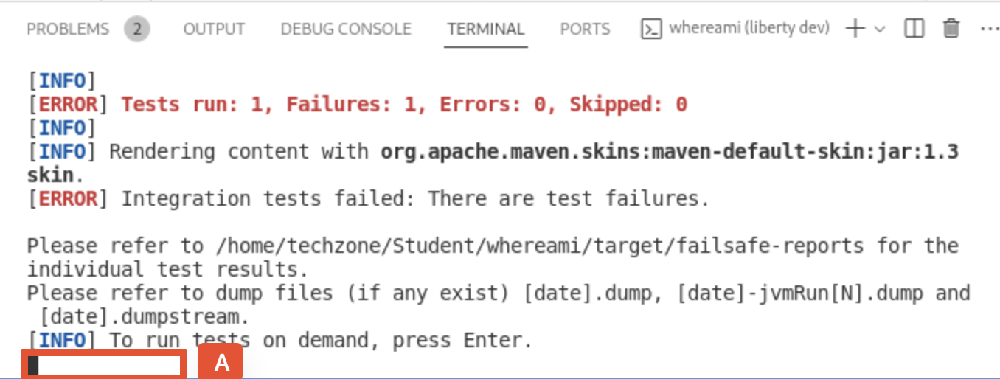 PROBLEMS 2 OUTPUT DEBUG CONSOLE TERMINAL PORTS whereami (liberty dev)
[INFO]
[ERROR] Tests run: 1, Failures: 1, Errors: 0, Skipped: 0
[INFO]
[INFO] Rendering content with org.apache.maven.skins:maven-default-skin:jar:1.3
skin.
[ERROR] Integration tests failed: There are test failures.
Please refer to /home/techzone/Student/whereami/target/failsafe-reports for the
individual test results.
Please refer to dump files (if any exist) [date].dump, [date]-jvmRun[N].dump and
[date].dumpstream.
[INFO] To run tests on demand, press Enter.
A